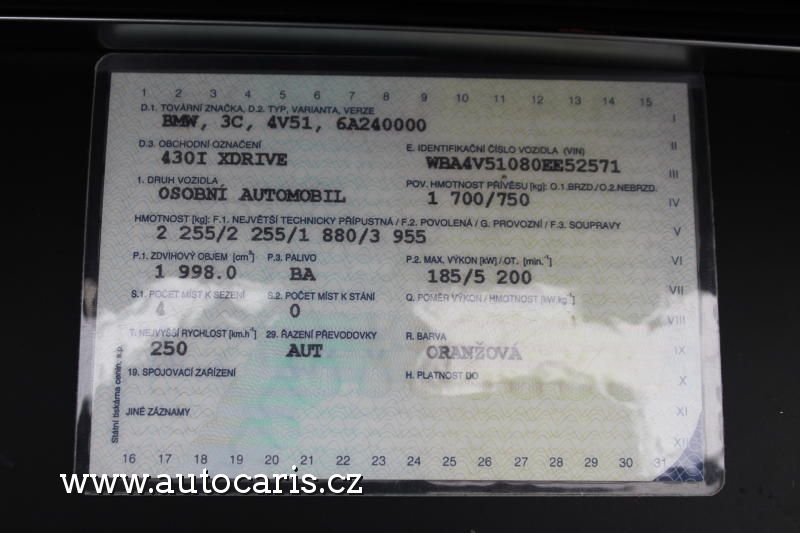 1 2 3 4 5 6 7 8 9 10 11 12 13 14 15
D.1. TOVÁRNÍ ZNAČKA, D.2. TYP, VARIANTA, VERZE
I
BMW, 3C, 4V51, 6A240000
D.3. OBCHODNÍ OZNAČENÍ
E. IDENTIFIKAČNÍ ČÍSLO VOZIDLA (VIN)
II
430I XDRIVE
WBA4V51080EE52571
III
1. DRUH VOZIDLA
POV. HMOTNOST PŘÍVĚSU [kg]: O.1.BRZD./O.2.NEBRZD.
OSOBNÍ AUTOMOBIL
1 700/750
IV
HMOTNOST [kg]: F.1. NEJVĚTŠÍ TECHNICKY PŘÍPUSTNÁ / F.2. POVOLENÁ / G. PROVOZNÍ / F.3. SOUPRAVY
2 255/2 255/1 880/3 955
V
P.1. ZDVIHOVÝ OBJEM [cm³]
P.3. PALIVO
P.2. MAX. VÝKON [kW] / OT. [min.⁻¹]
VI
1 998.0
BA
185/5 200
S.1. POČET MÍST K SEZENÍ
S.2. POČET MÍST K STÁNÍ
Q. POMĚR VÝKON / HMOTNOST [kW.kg⁻¹]
VII
4
0
VIII
T. NEJVYŠŠÍ RYCHLOST [km.h⁻¹]
29. ŘAZENÍ PŘEVODOVKY
R. BARVA
250
AUT
ORANŽOVÁ
IX
19. SPOJOVACÍ ZAŘÍZENÍ
H. PLATNOST DO
X
Státní tiskárna cenin, s.p.
JINÉ ZÁZNAMY
XI
XII
16 17 18 19 20 21 22 23 24 25 26 27 28 29 30 31
www.autocaris.cz